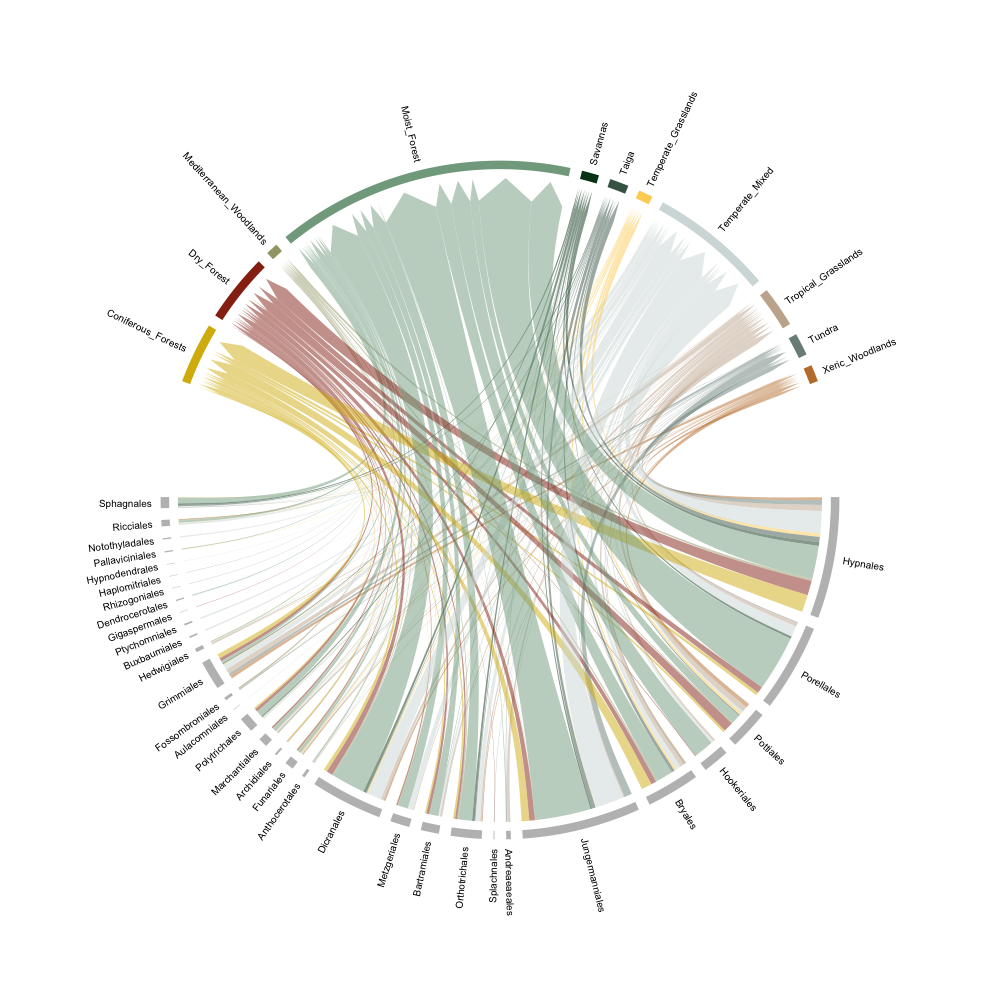 Moist_Forest
Savannas
Taiga
Temperate_Grasslands
Temperate_Mixed
Tropical_Grasslands
Tundra
Xeric_Woodlands
Mediterranean_Woodlands
Dry_Forest
Coniferous_Forests
Sphagnales
Ricciales
Notothyladales
Pallaviciniales
Hypnodendrales
Haplomitriales
Rhizogoniales
Dendrocerotales
Gigaspermales
Ptychomniales
Buxbaumiales
Hedwigiales
Grimmiales
Fossombroniales
Aulacomniales
Polytrichales
Marchantiales
Archidiales
Funariales
Anthocerotales
Dicranales
Metzgeriales
Bartramiales
Orthotrichales
Splachnales
Andreaeaeales
Jungermanniales
Bryales
Hookeriales
Pottiales
Porellales
Hypnales